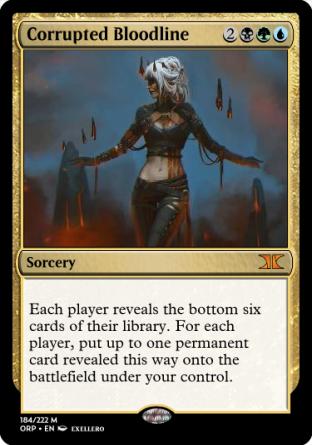 Corrupted Bloodline 2
Sorcery
Each player reveals the bottom six
cards of their library. For each
player, put up to one permanent
card revealed this way onto the
battlefield under your control.
184/222 M
ORP • EN EXELLERO